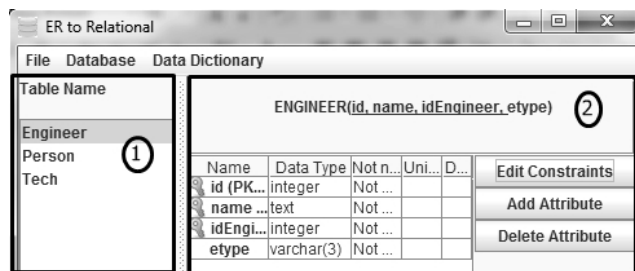 ER to Relational
File Database Data Dictionary
Table Name
Engineer
Person
Tech
1
ENGINEER(id, name, idEngineer, etype)
2
Name Data Type Not n... Uni... D...
id (PK... integer Not ...
name ... text Not ...
idEngi... integer Not ...
etype varchar(3) Not ...
Edit Constraints
Add Attribute
Delete Attribute